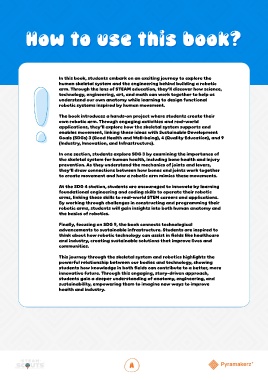 How to use this book?
In this book, students embark on an exciting journey to explore the
human skeletal system and the engineering behind building a robotic
arm. Through the lens of STEAM education, they'll discover how science,
technology, engineering, art, and math can work together to help us
understand our own anatomy while learning to design functional
robotic systems inspired by human movement.
The book introduces a hands-on project where students create their
own robotic arm. Through engaging activities and real-world
applications, they'll explore how the skeletal system supports and
enables movement, linking these ideas with Sustainable Development
Goals (SDGs) 3 (Good Health and Well-being), 4 (Quality Education), and 9
(Industry, Innovation, and Infrastructure).
In one section, students explore SDG 3 by examining the importance of
the skeletal system for human health, including bone health and injury
prevention. As they understand the mechanics of joints and levers,
they'll draw connections between how bones and joints work together
to create movement and how a robotic arm mimics these movements.
At the SDG 4 station, students are encouraged to innovate by learning
foundational engineering and coding skills to operate their robotic
arms, linking these skills to real-world STEM careers and applications.
By working through challenges in constructing and programming their
robotic arms, students will gain insights into both human anatomy and
the basics of robotics.
Finally, focusing on SDG 9, the book connects technological
advancements to sustainable infrastructure. Students are inspired to
think about how robotic technology can assist in fields like healthcare
and industry, creating sustainable solutions that improve lives and
communities.
This journey through the skeletal system and robotics highlights the
powerful relationship between our bodies and technology, showing
students how knowledge in both fields can contribute to a better, more
innovative future. Through this engaging, story-driven approach,
students gain a deeper understanding of anatomy, engineering, and
sustainability, empowering them to imagine new ways to improve
health and industry.
Pyramakerz